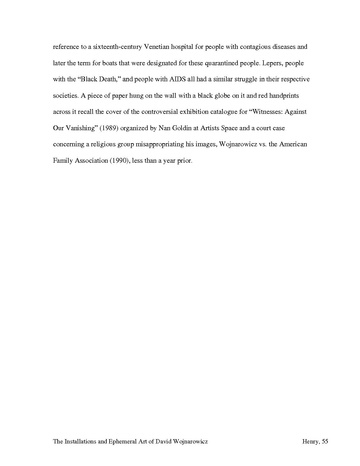 reference to a sixteenth-century Venetian hospital for people with contagious diseases and
later the term for boats that were designated for these quarantined people. Lepers, people
with the “Black Death,” and people with AIDS all had a similar struggle in their respective
societies. A piece of paper hung on the wall with a black globe on it and red handprints
across it recall the cover of the controversial exhibition catalogue for “Witnesses: Against
Our Vanishing” (1989) organized by Nan Goldin at Artists Space and a court case
concerning a religious group misappropriating his images, Wojnarowicz vs. the American
Family Association (1990), less than a year prior.
The Installations and Ephemeral Art of David Wojnarowicz Henry, 55